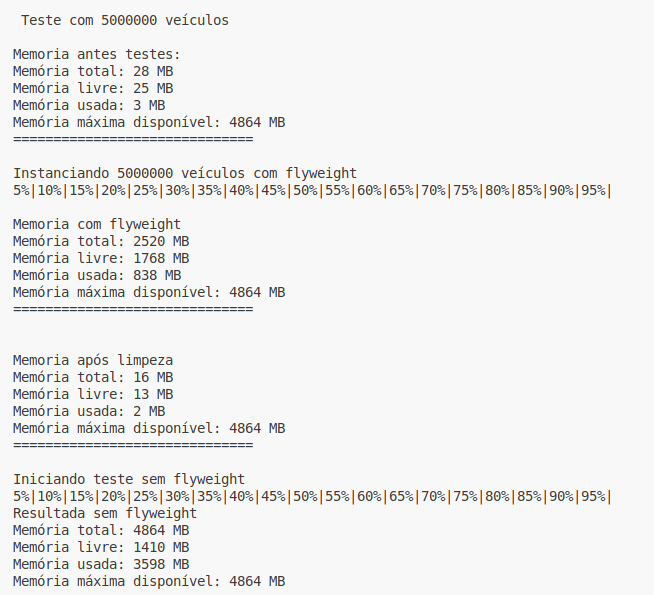 Teste com 5000000 veículos
Memoria antes testes:
Memória total: 28 MB
Memória livre: 25 MB
Memória usada: 3 MB
Memória máxima disponível: 4864 MB
==============================
Instanciando 5000000 veículos com flyweight
5%|10%|15%|20%|25%|30%|35%|40%|45%|50%|55%|60%|65%|70%|75%|80%|85%|90%|95%|
Memoria com flyweight
Memória total: 2520 MB
Memória livre: 1768 MB
Memória usada: 838 MB
Memória máxima disponível: 4864 MB
==============================
Memoria após limpeza
Memória total: 16 MB
Memória livre: 13 MB
Memória usada: 2 MB
Memória máxima disponível: 4864 MB
==============================
Iniciando teste sem flyweight
5%|10%|15%|20%|25%|30%|35%|40%|45%|50%|55%|60%|65%|70%|75%|80%|85%|90%|95%|
Resultada sem flyweight
Memória total: 4864 MB
Memória livre: 1410 MB
Memória usada: 3598 MB
Memória máxima disponível: 4864 MB